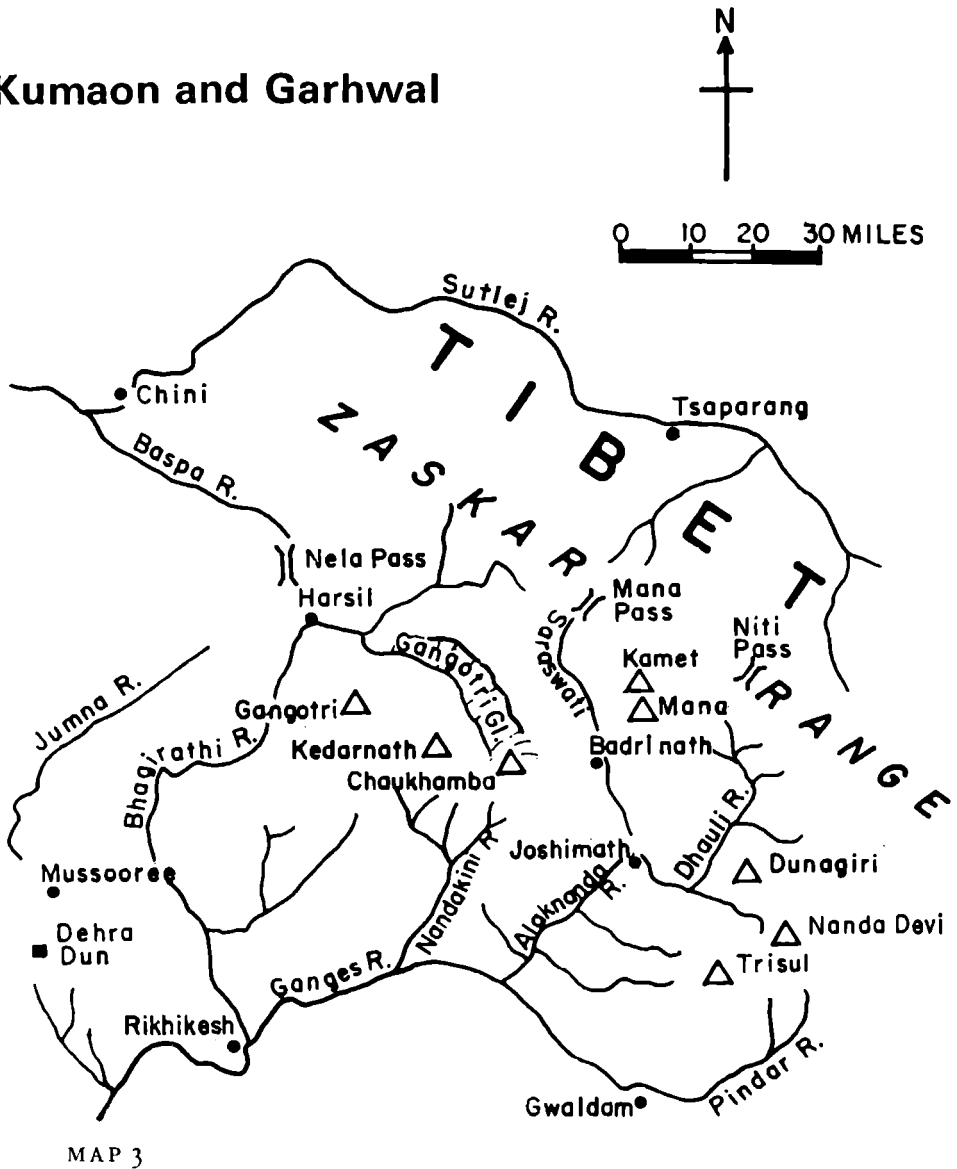 N
Kumaon and Garhwal
0 10 20 30 MILES
Sutlej R.
TIBET
Chini
ZASKAR RANGE
Tsaparang
Baspa R.
Nela Pass
Harsil
Mana
Pass
Saraswati
Niti
Pass
Gangotri Gl.
Kamet
Jumna R.
Gangotri
Mana
Bhagirathi R.
Kedarnath
Badrinath
Chaukhamba
Dhauli R.
Joshimath
Mussooree
Dunagiri
Nandakini R
Alaknanda
R.
Dehra
Dun
Nanda Devi
Trisul
Ganges R.
Rikhikesh
Pindar R.
Gwaldam
MAP 3